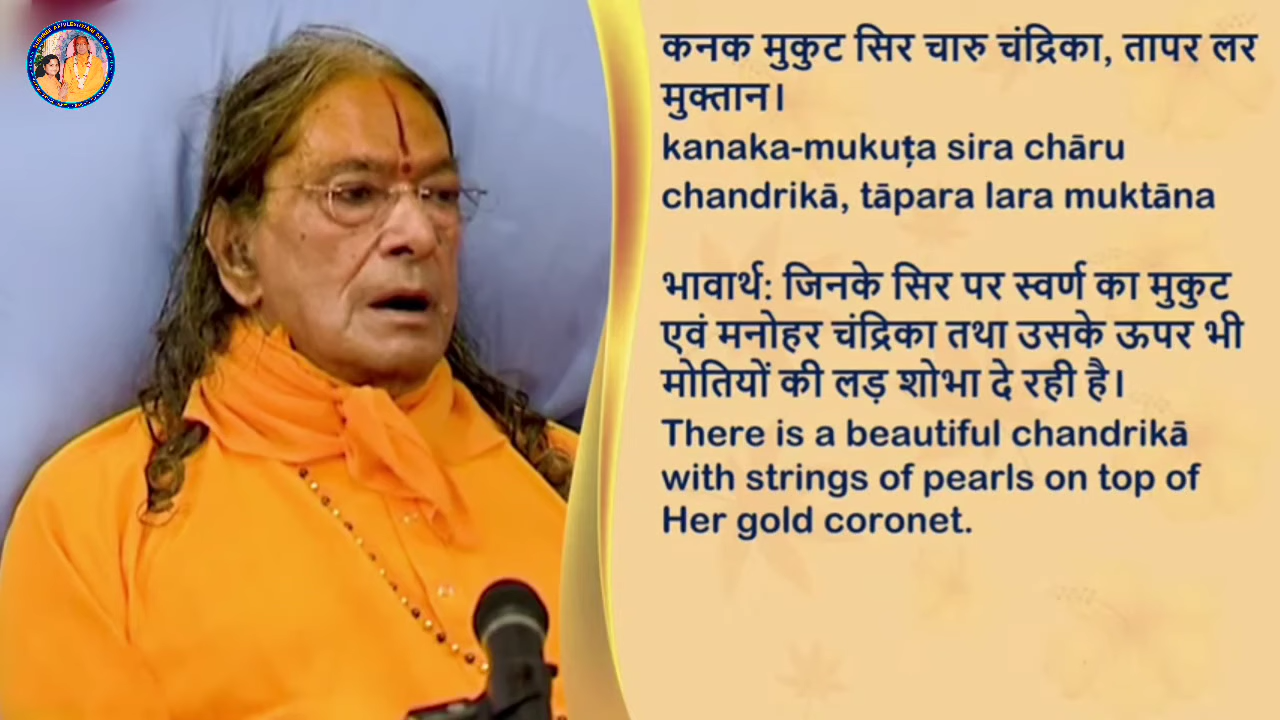 कनक मुकुट सिर चारु चंद्रिका, तापर लर
मुक्तान।
kanaka-mukuṭa sira chāru
chandrikā, tāpara lara muktāna
भावार्थ: जिनके सिर पर स्वर्ण का मुकुट
एवं मनोहर चंद्रिका तथा उसके ऊपर भी
मोतियों की लड़ शोभा दे रही है।
There is a beautiful chandrikā
with strings of pearls on top of
Her gold coronet.